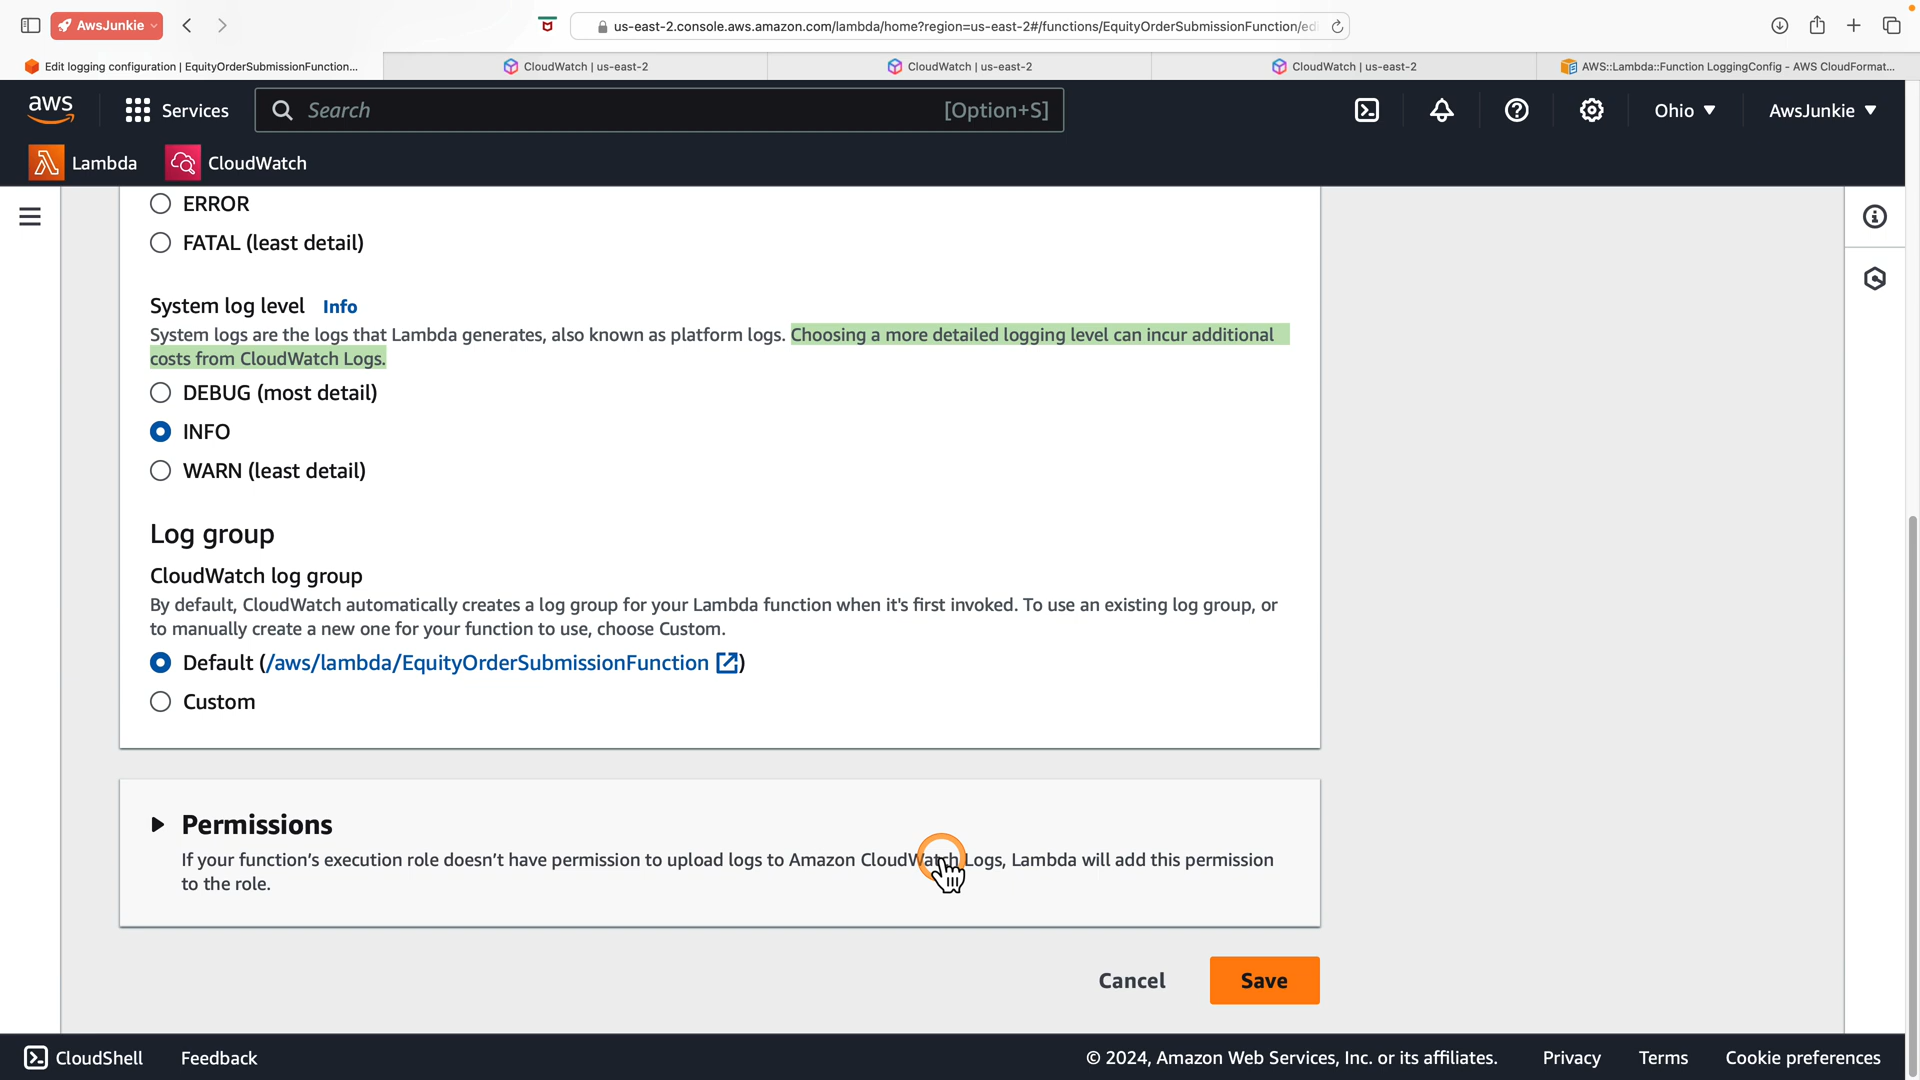 AwsJunkie
us-east-2.console.aws.amazon.com/lambda/home?region=us-east-2#/functions/EquityOrderSubmissionFunction/ed
Edit logging configuration | EquityOrderSubmissionFunction...
CloudWatch | us-east-2
CloudWatch | us-east-2
CloudWatch | us-east-2
AWS::Lambda::Function LoggingConfig - AWS CloudFormat...
aws
Services
Search
[Option+S]
Ohio
AwsJunkie
Lambda
CloudWatch
ERROR
FATAL (least detail)
System log level Info
System logs are the logs that Lambda generates, also known as platform logs. Choosing a more detailed logging level can incur additional
costs from CloudWatch Logs.
DEBUG (most detail)
INFO
WARN (least detail)
Log group
CloudWatch log group
By default, CloudWatch automatically creates a log group for your Lambda function when it's first invoked. To use an existing log group, or
to manually create a new one for your function to use, choose Custom.
Default (/aws/lambda/EquityOrderSubmissionFunction)
Custom
Permissions
If your function's execution role doesn't have permission to upload logs to Amazon CloudWatch Logs, Lambda will add this permission
to the role.
Cancel
Save
CloudShell
Feedback
© 2024, Amazon Web Services, Inc. or its affiliates.
Privacy
Terms
Cookie preferences